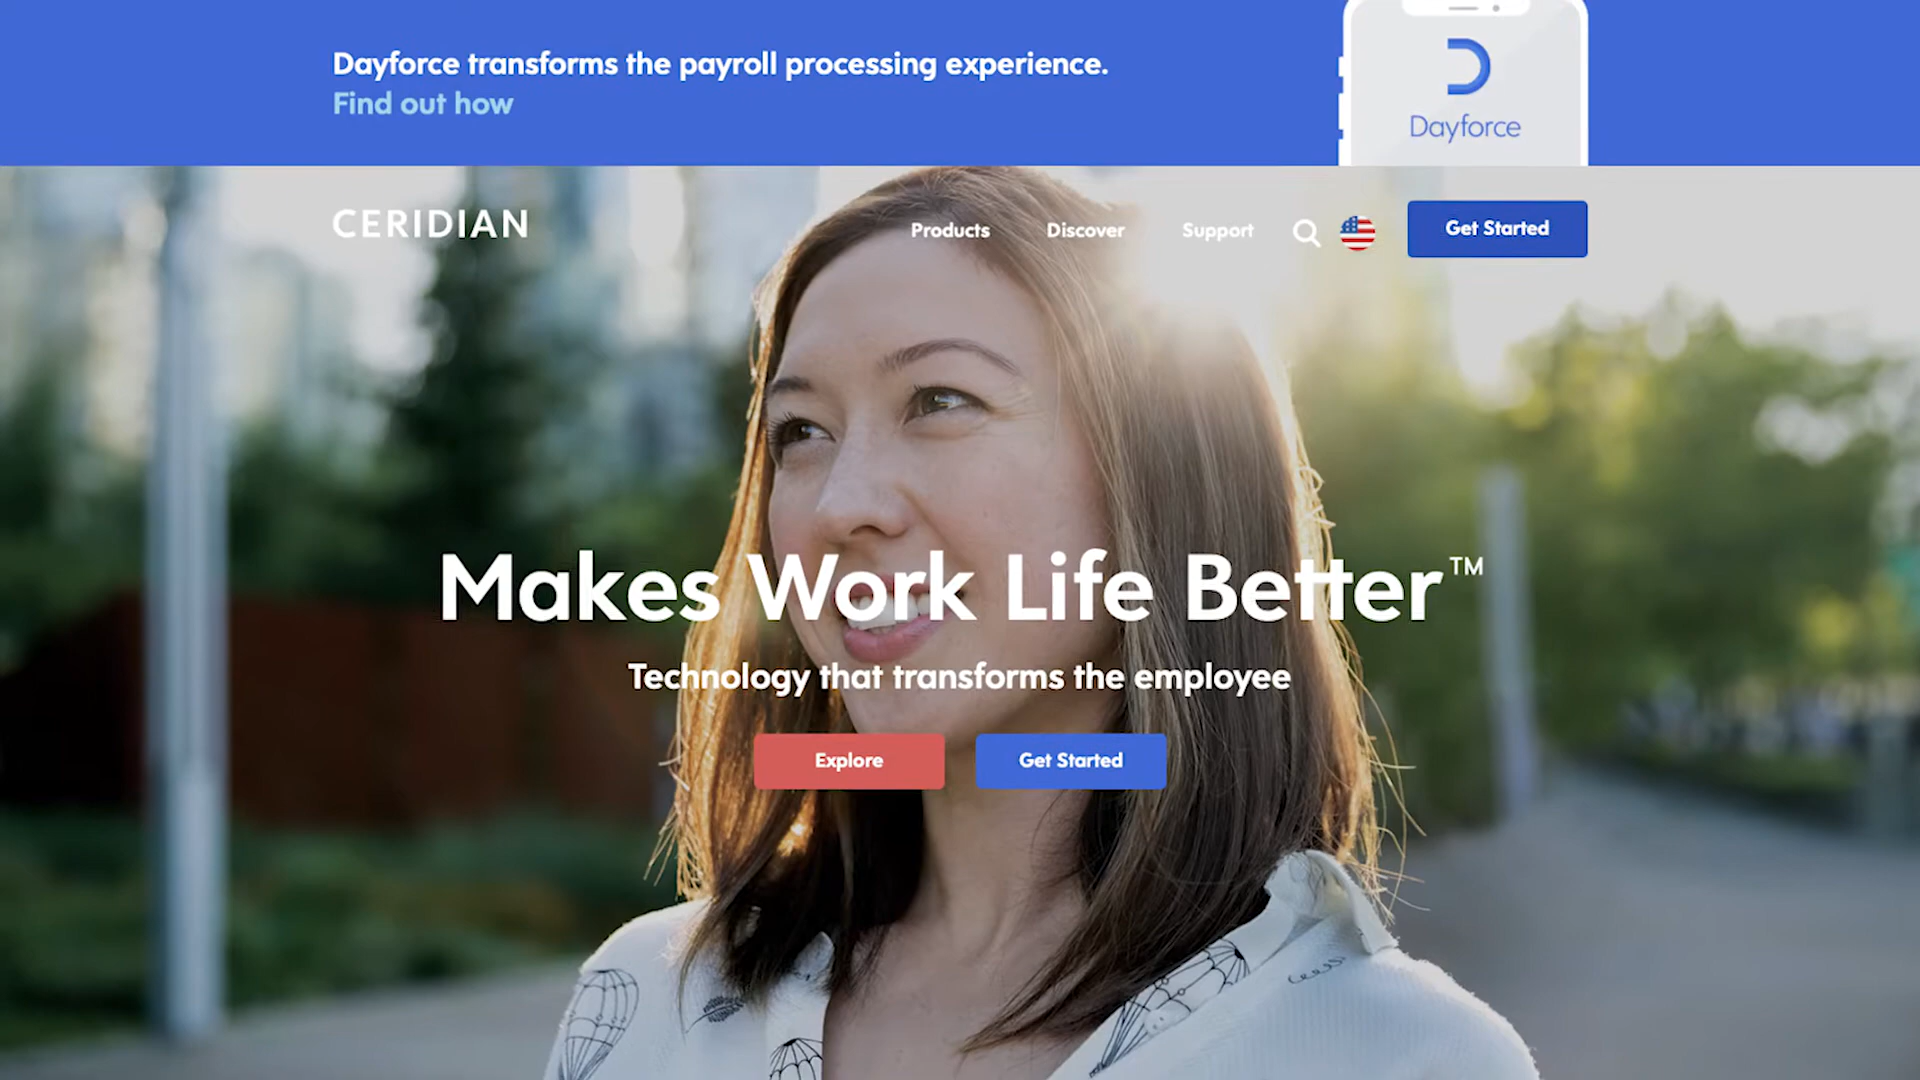 Dayforce transforms the payroll processing experience.
Find out how
Dayforce
CERIDIAN
Products
Discover
Support
Get Started
Makes Work Life Better™
Technology that transforms the employee
Explore
Get Started